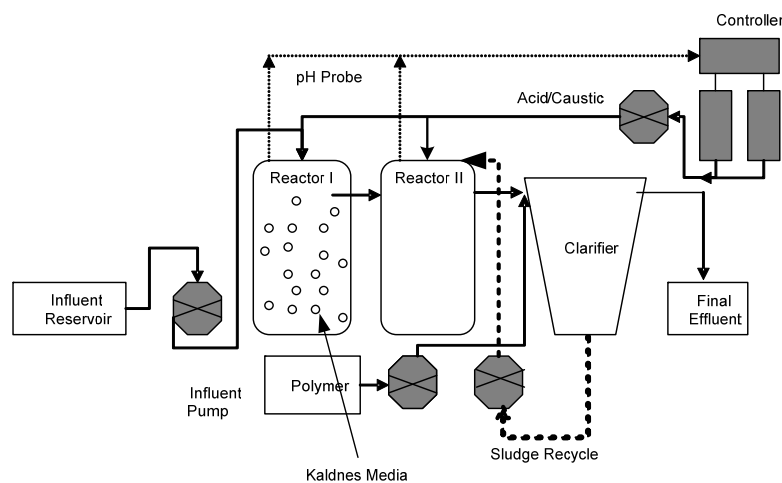 Controller
pH Probe
Acid/Caustic
Reactor I
Reactor II
Clarifier
Influent
Reservoir
Final
Effluent
Polymer
Influent
Pump
Sludge Recycle
Kaldnes Media